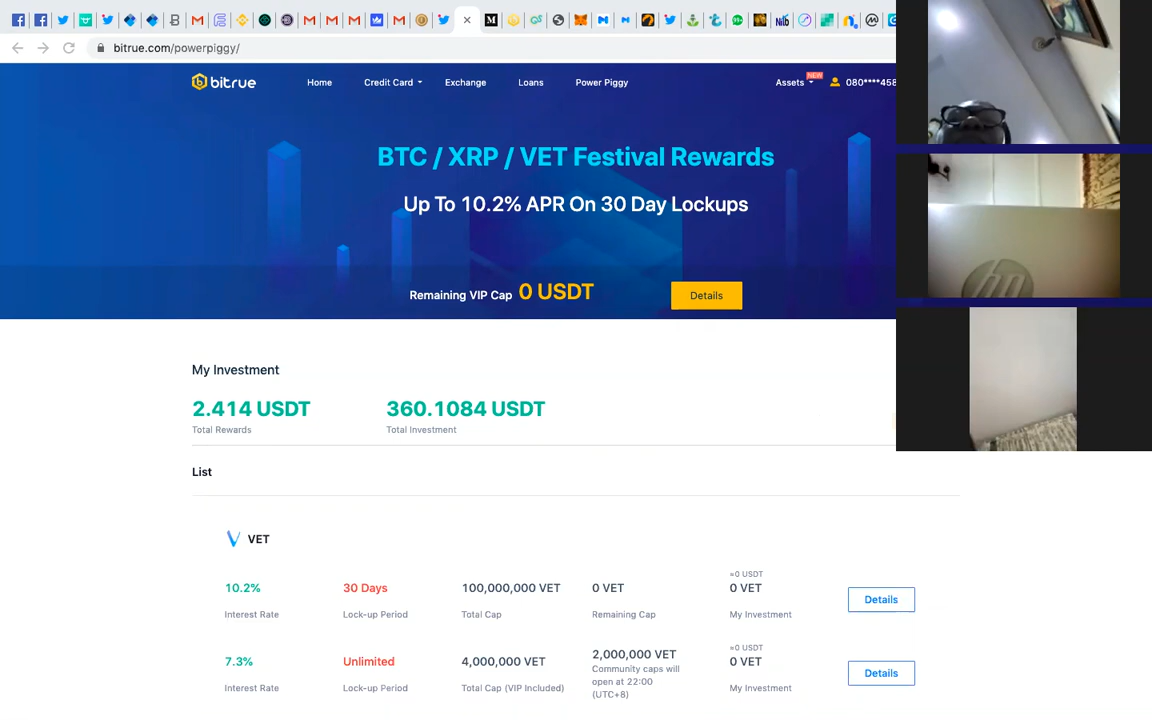 bitrue.com/powerpiggy/
bitrue
Home
Credit Card
Exchange
Loans
Power Piggy
Assets
NEW
080****458
BTC / XRP / VET Festival Rewards
Up To 10.2% APR On 30 Day Lockups
Remaining VIP Cap 0 USDT
Details
My Investment
2.414 USDT
360.1084 USDT
Total Rewards
Total Investment
List
VET
≈0 USDT
10.2%
30 Days
100,000,000 VET
0 VET
0 VET
Details
Interest Rate
Lock-up Period
Total Cap
Remaining Cap
My Investment
≈0 USDT
7.3%
Unlimited
4,000,000 VET
2,000,000 VET
0 VET
Community caps will
open at 22:00
(UTC+8)
Details
Interest Rate
Lock-up Period
Total Cap (VIP Included)
My Investment
hp